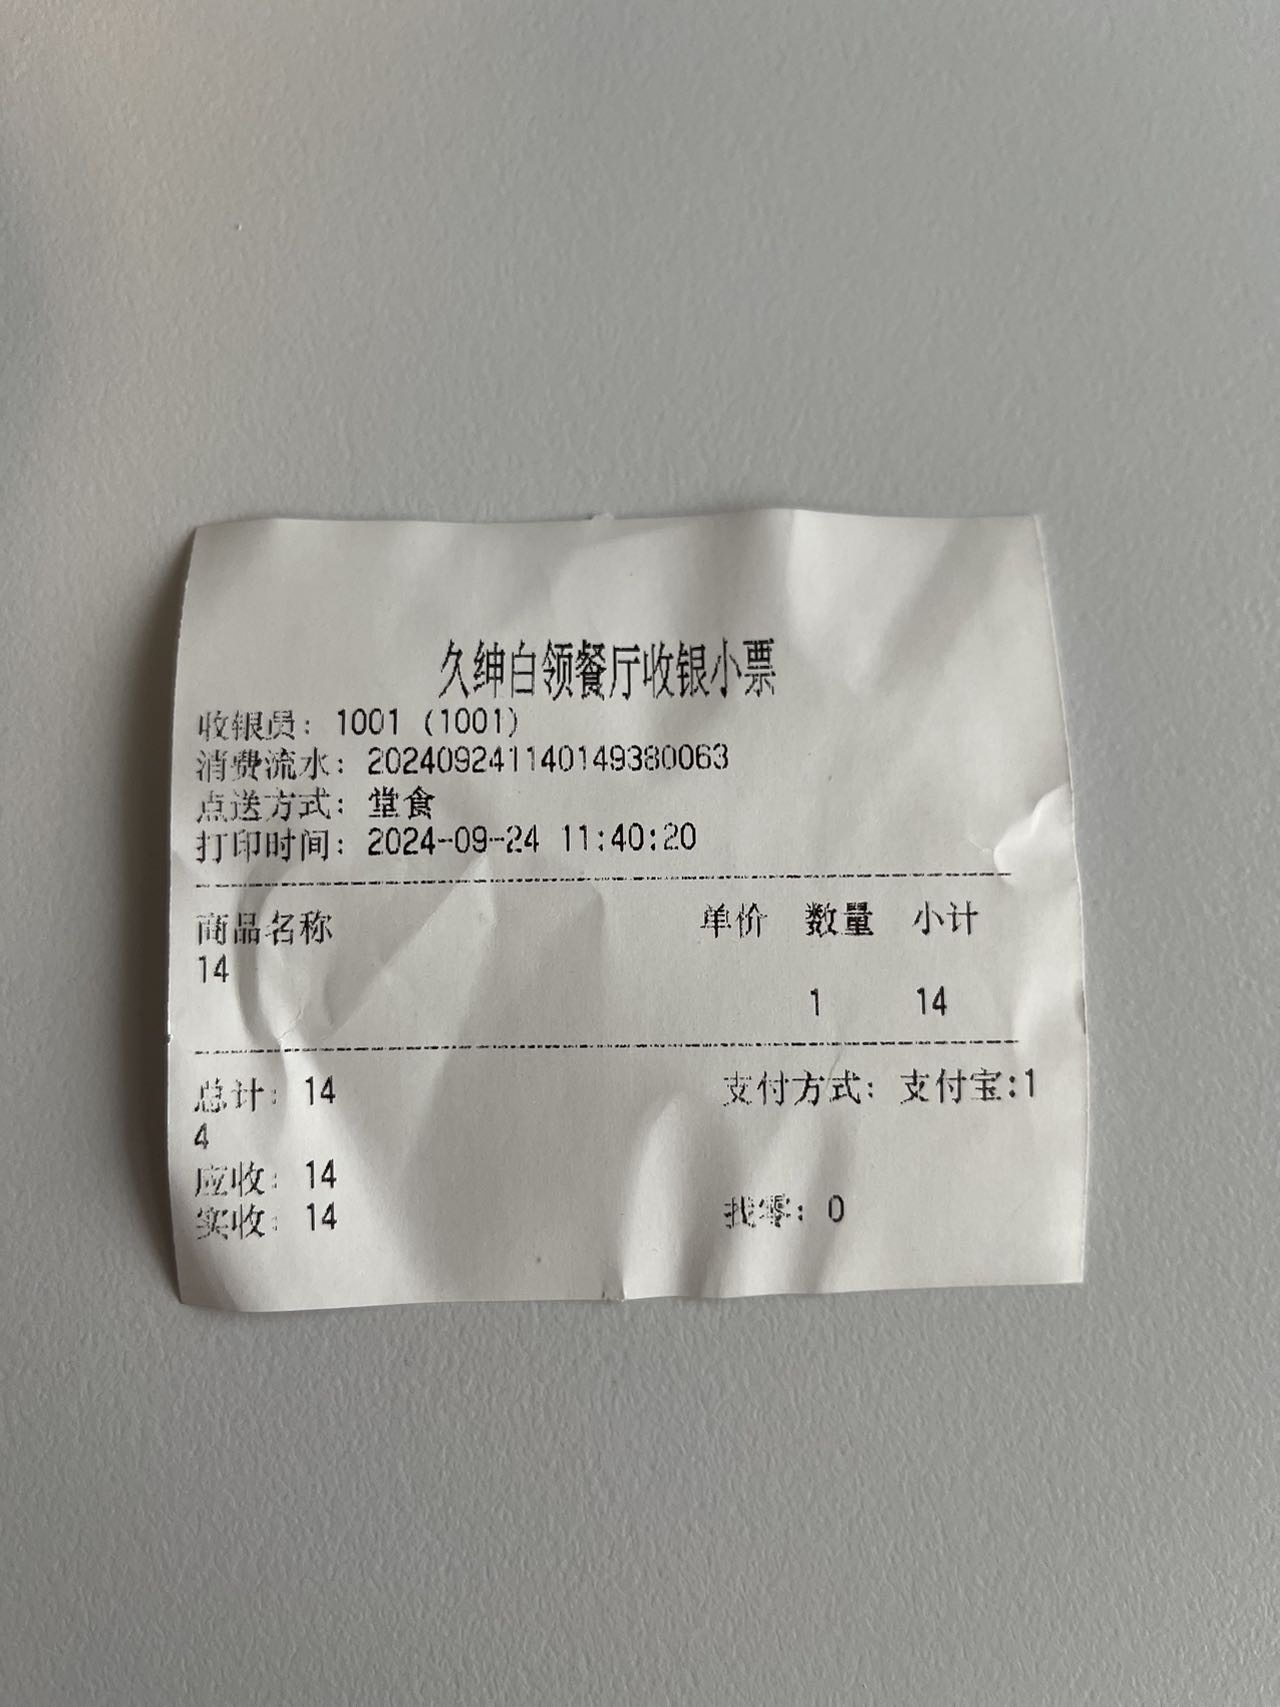 久绅白领餐厅收银小票
收银员：1001 (1001)
消费流水：2024092411401493​80063
点送方式：堂食
打印时间：2024-09-24 11:40:20
商品名称 单价 数量 小计
14
1 14
总计：14 支付方式：支付宝:1
4
应收：14
实收：14 找零：0